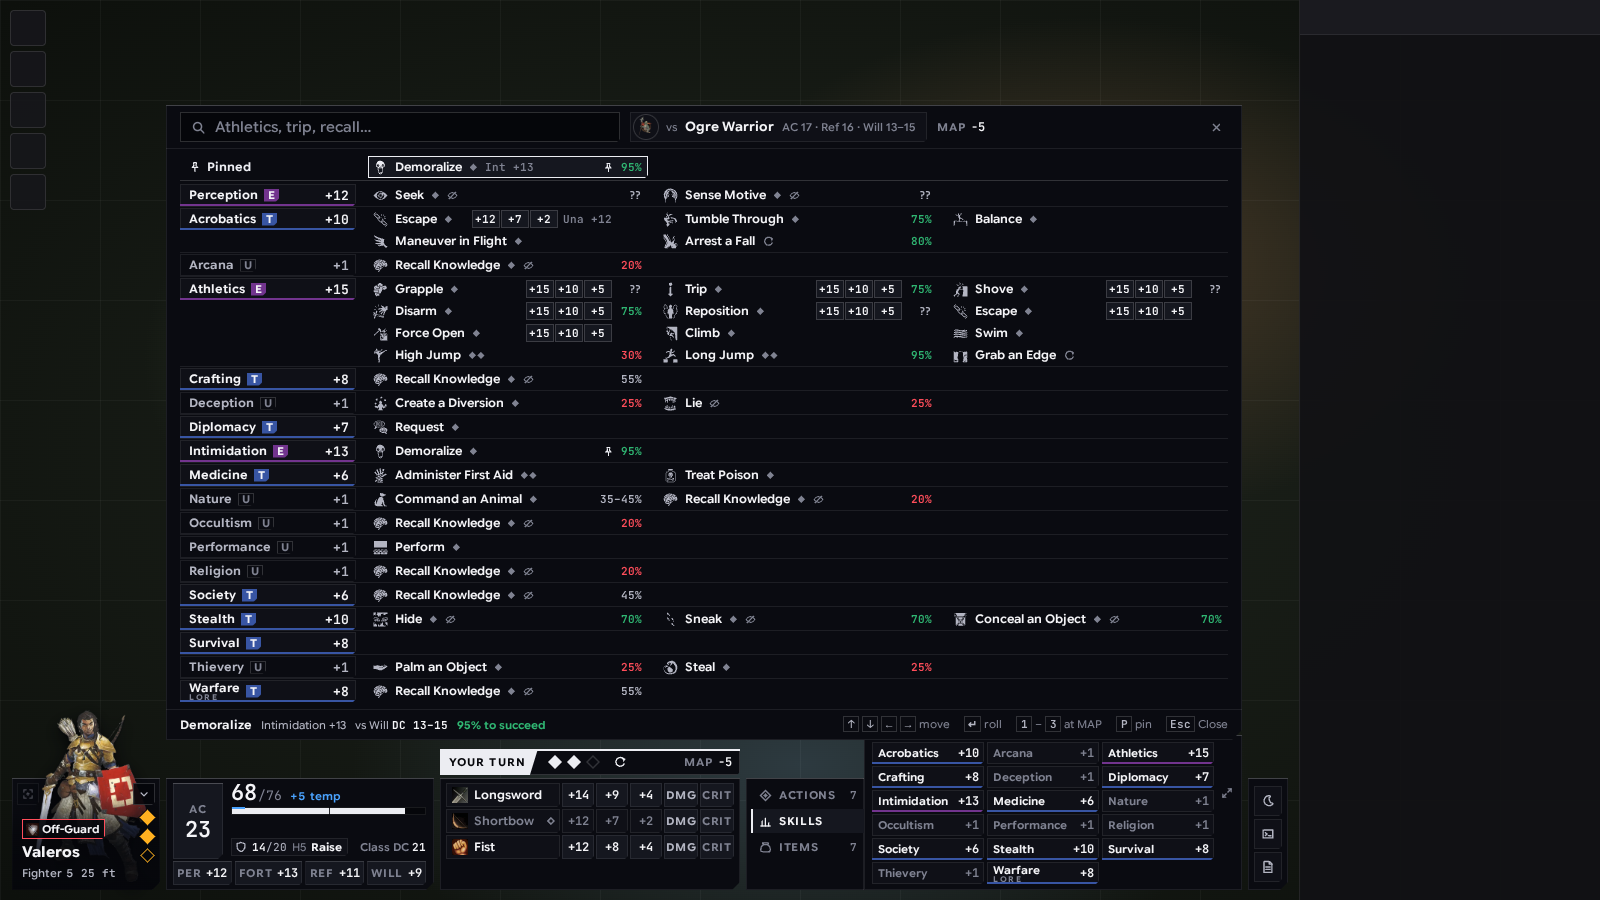 Athletics, trip, recall... vs Ogre Warrior AC 17 · Ref 16 · Will 13–15 MAP -5
Pinned Demoralize Int +13 95%
Perception E +12 Seek ?? Sense Motive ??
Acrobatics T +10 Escape +12 +7 +2 Una +12 Tumble Through 75% Balance
Maneuver in Flight Arrest a Fall 80%
Arcana U +1 Recall Knowledge 20%
Athletics E +15 Grapple +15 +10 +5 ?? Trip +15 +10 +5 75% Shove +15 +10 +5 ??
Disarm +15 +10 +5 75% Reposition +15 +10 +5 ?? Escape +15 +10 +5
Force Open +15 +10 +5 Climb Swim
High Jump 30% Long Jump 95% Grab an Edge
Crafting T +8 Recall Knowledge 55%
Deception U +1 Create a Diversion 25% Lie 25%
Diplomacy T +7 Request
Intimidation E +13 Demoralize 95%
Medicine T +6 Administer First Aid Treat Poison
Nature U +1 Command an Animal 35–45% Recall Knowledge 20%
Occultism U +1 Recall Knowledge 20%
Performance U +1 Perform
Religion U +1 Recall Knowledge 20%
Society T +6 Recall Knowledge 45%
Stealth T +10 Hide 70% Sneak 70% Conceal an Object 70%
Survival T +8
Thievery U +1 Palm an Object 25% Steal 25%
Warfare LORE T +8 Recall Knowledge 55%
Demoralize Intimidation +13 vs Will DC 13–15 95% to succeed ↑ ↓ ← → move ↵ roll 1 – 3 at MAP P pin Esc Close
Off-Guard
Valeros
Fighter 5 25 ft
AC
23
68/76 +5 temp
14/20 H5 Raise Class DC 21
PER +12 FORT +13 REF +11 WILL +9
YOUR TURN MAP -5
Longsword +14 +9 +4 DMG CRIT
Shortbow +12 +7 +2 DMG CRIT
Fist +12 +8 +4 DMG CRIT
ACTIONS 7
SKILLS
ITEMS 7
Acrobatics +10 Arcana +1 Athletics +15
Crafting +8 Deception +1 Diplomacy +7
Intimidation +13 Medicine +6 Nature +1
Occultism +1 Performance +1 Religion +1
Society +6 Stealth +10 Survival +8
Thievery +1 Warfare LORE +8